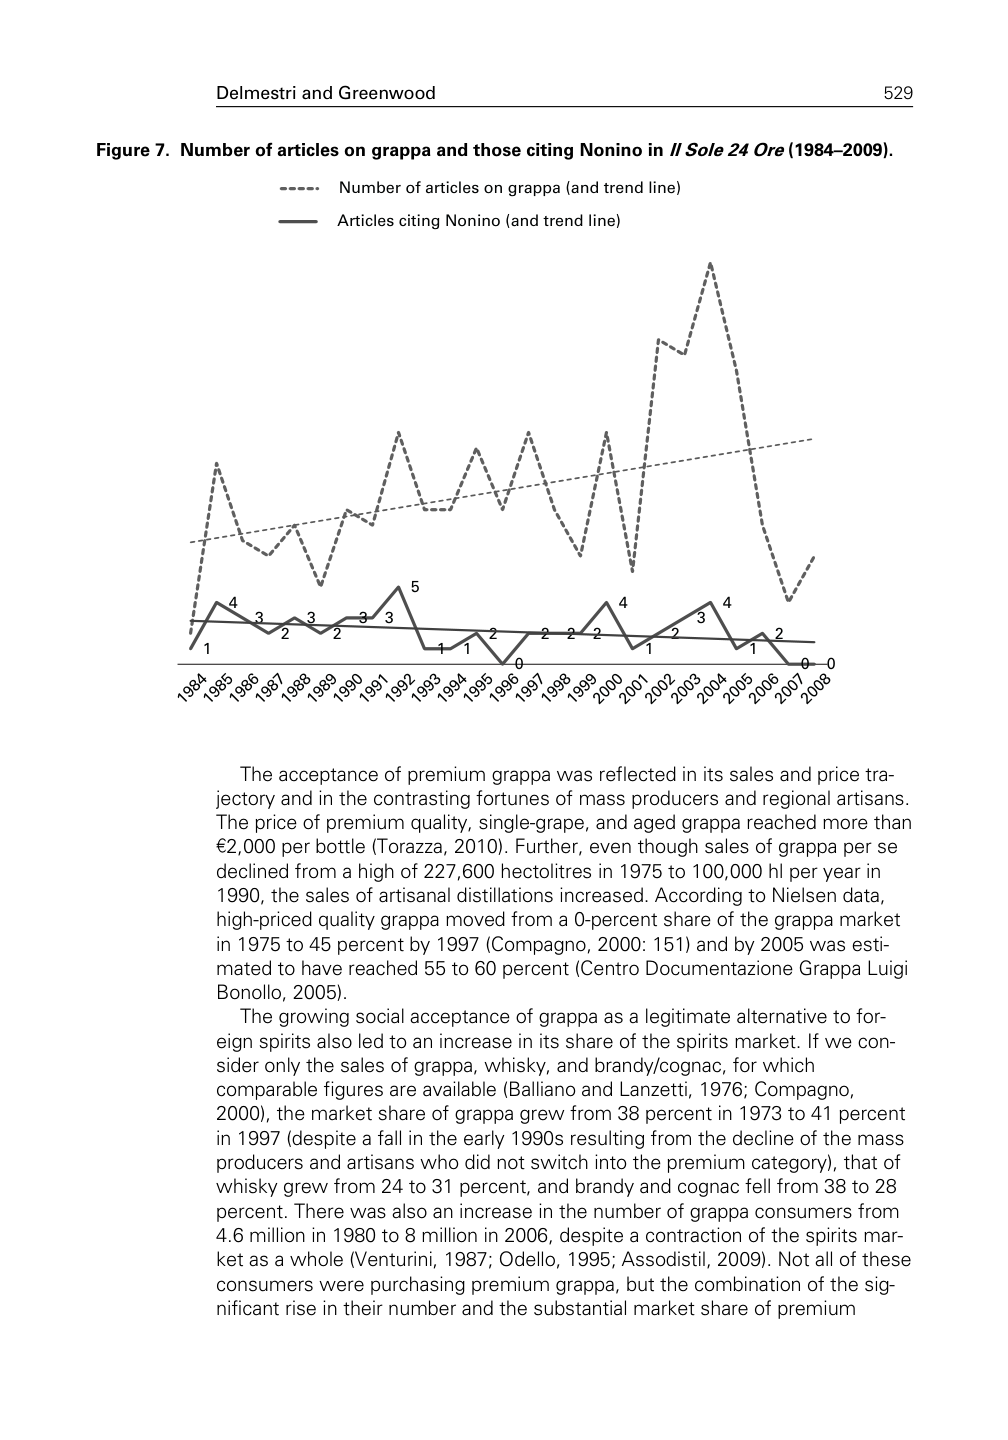 Delmestri and Greenwood 529
Figure 7. Number of articles on grappa and those citing Nonino in Il Sole 24 Ore (1984–2009).
Number of articles on grappa (and trend line)
Articles citing Nonino (and trend line)
1 4 3 2 3 2 3 3 5 1 1 2 0 2 2 2 4 1 2 3 4 1 2 0 0
1984 1985 1986 1987 1988 1989 1990 1991 1992 1993 1994 1995 1996 1997 1998 1999 2000 2001 2002 2003 2004 2005 2006 2007 2008
The acceptance of premium grappa was reflected in its sales and price tra-
jectory and in the contrasting fortunes of mass producers and regional artisans.
The price of premium quality, single-grape, and aged grappa reached more than
€2,000 per bottle (Torazza, 2010). Further, even though sales of grappa per se
declined from a high of 227,600 hectolitres in 1975 to 100,000 hl per year in
1990, the sales of artisanal distillations increased. According to Nielsen data,
high-priced quality grappa moved from a 0-percent share of the grappa market
in 1975 to 45 percent by 1997 (Compagno, 2000: 151) and by 2005 was esti-
mated to have reached 55 to 60 percent (Centro Documentazione Grappa Luigi
Bonollo, 2005).
The growing social acceptance of grappa as a legitimate alternative to for-
eign spirits also led to an increase in its share of the spirits market. If we con-
sider only the sales of grappa, whisky, and brandy/cognac, for which
comparable figures are available (Balliano and Lanzetti, 1976; Compagno,
2000), the market share of grappa grew from 38 percent in 1973 to 41 percent
in 1997 (despite a fall in the early 1990s resulting from the decline of the mass
producers and artisans who did not switch into the premium category), that of
whisky grew from 24 to 31 percent, and brandy and cognac fell from 38 to 28
percent. There was also an increase in the number of grappa consumers from
4.6 million in 1980 to 8 million in 2006, despite a contraction of the spirits mar-
ket as a whole (Venturini, 1987; Odello, 1995; Assodistil, 2009). Not all of these
consumers were purchasing premium grappa, but the combination of the sig-
nificant rise in their number and the substantial market share of premium